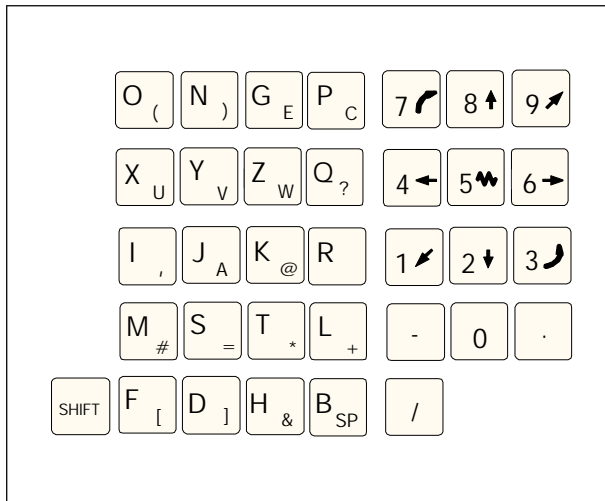 O ( N ) G E P C 7 8 9
X U Y V Z W Q ? 4 5 6
I , J A K @ R 1 2 3
M # S = T * L + - 0 .
SHIFT F [ D ] H & B SP /